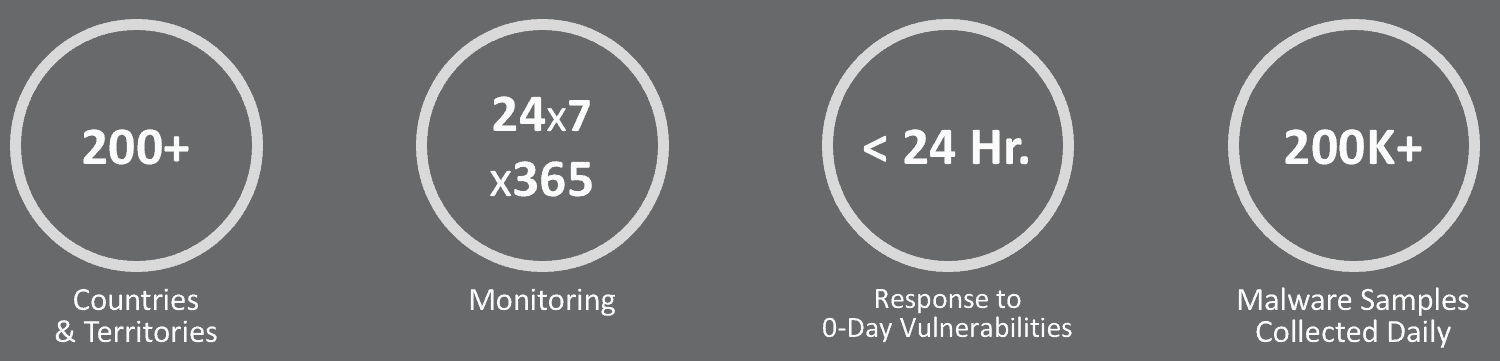 200+
Countries
& Territories
24x7
x365
Monitoring
< 24 Hr.
Response to
0-Day Vulnerabilities
200K+
Malware Samples
Collected Daily